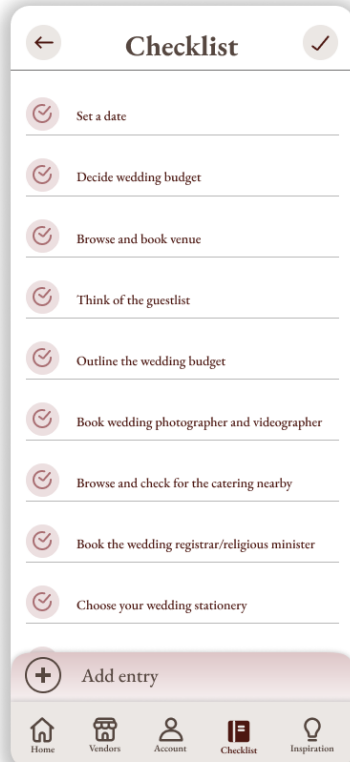 Checklist
Set a date
Decide wedding budget
Browse and book venue
Think of the guestlist
Outline the wedding budget
Book wedding photographer and videographer
Browse and check for the catering nearby
Book the wedding registrar/religious minister
Choose your wedding stationery
Add entry
Home Vendors Account Checklist Inspiration